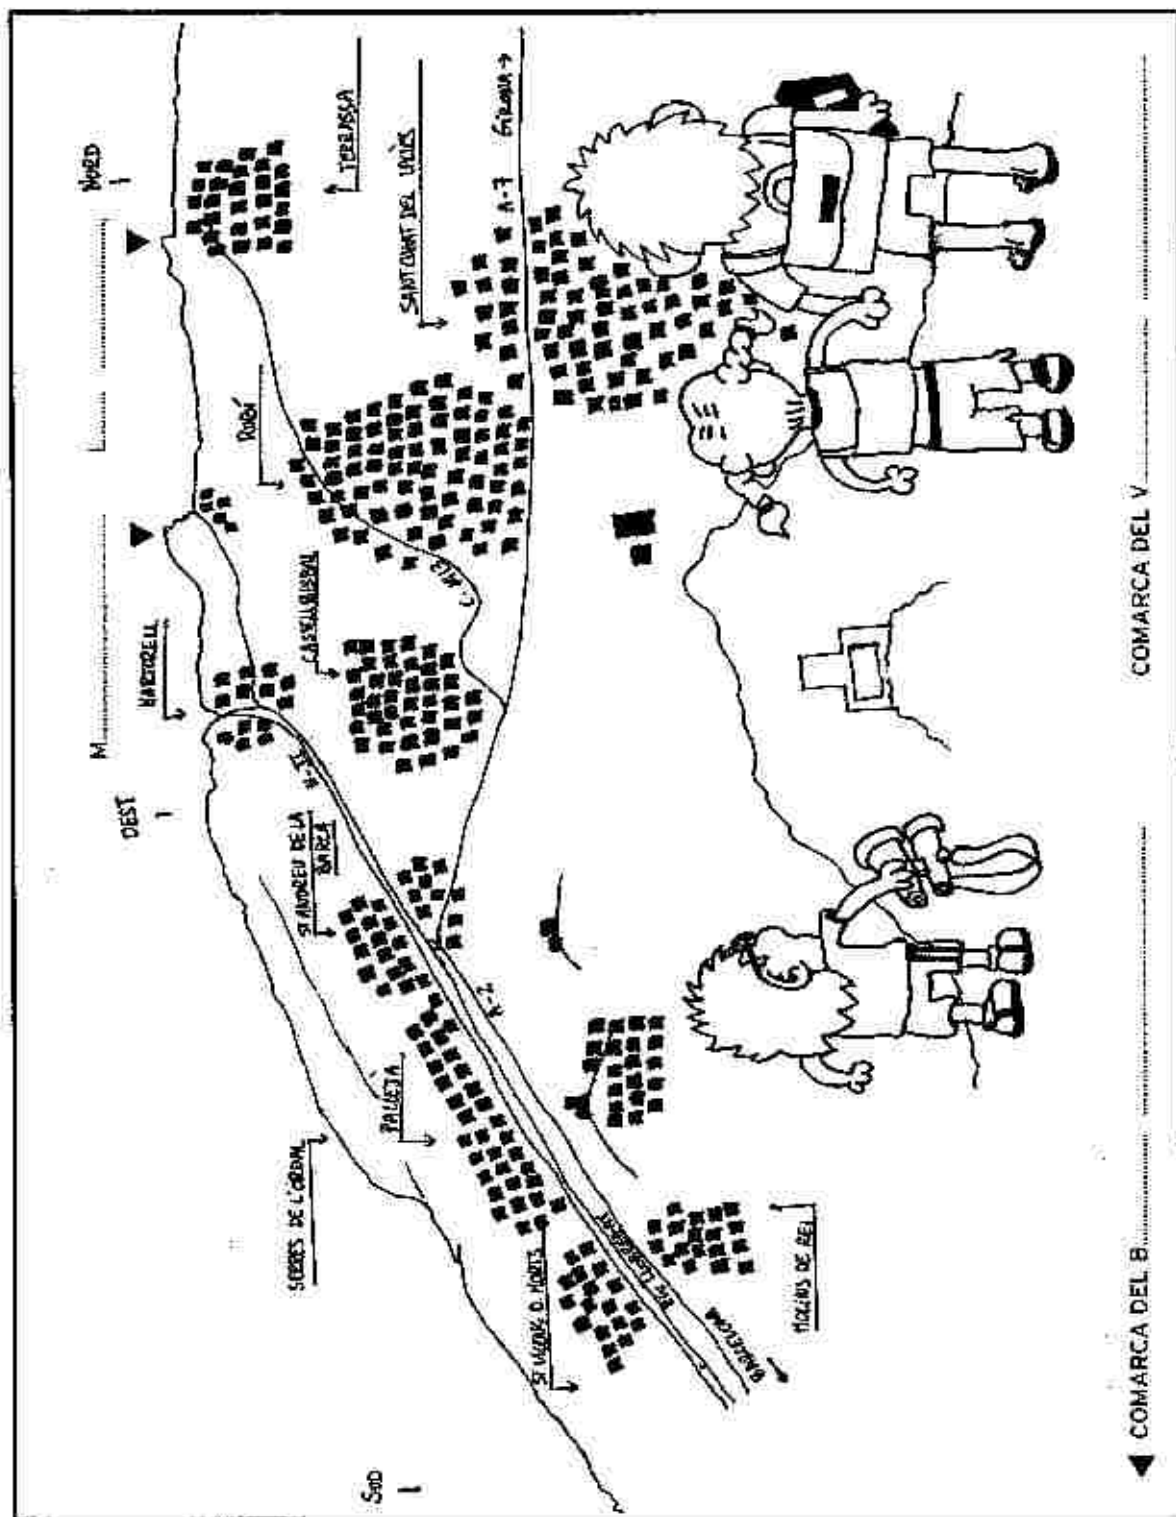 NORD
M....................
OEST
MARTORELL
RUBÍ
TERRASSA
SERRES DE L'ORDAL
ST ANDREU DE LA
BARCA
N-II
CASTELLBISBAL
SUD
PALLEJÀ
SANT CUGAT DEL VALLÈS
A-2
A-7 GIRONA →
ST VICENÇ D. HORTS
RIU LLOBREGAT
BARCELONA
MOLINS DE REI
COMARCA DEL B.................... COMARCA DEL V....................